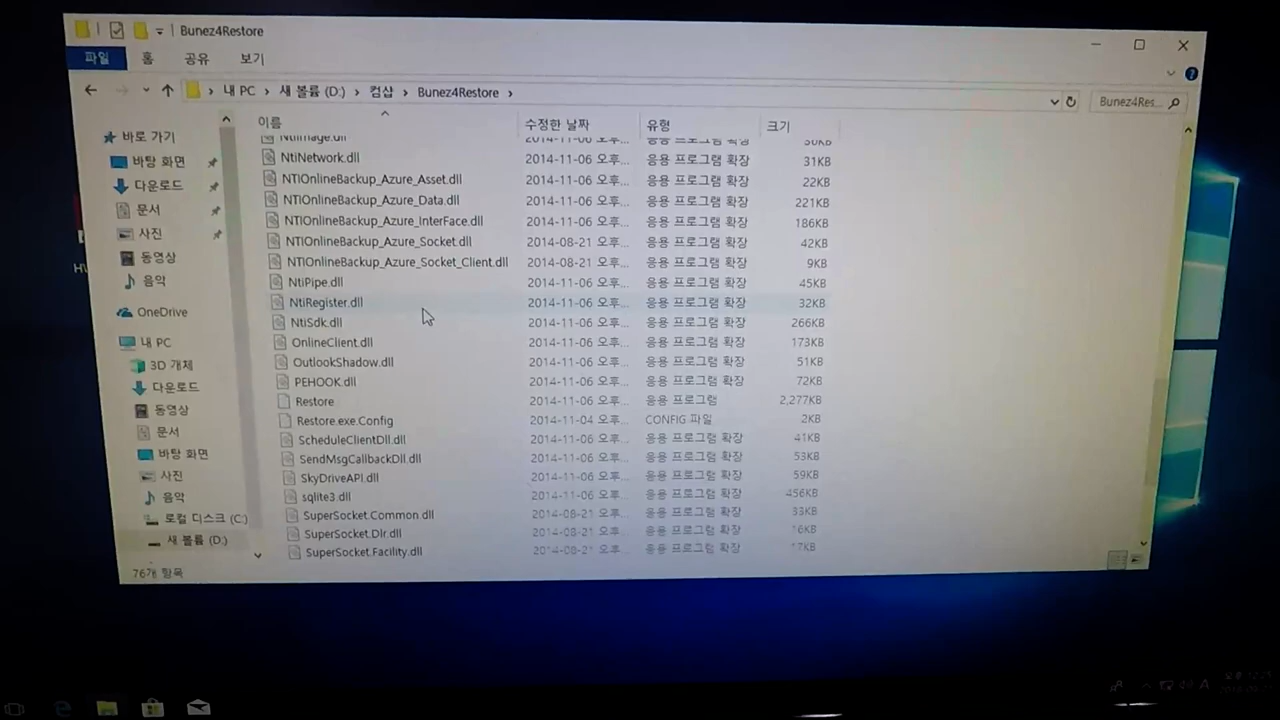 Bunez4Restore
파일 홈 공유 보기
내 PC > 새 볼륨 (D:) > 컴샵 > Bunez4Restore >
Bunez4Res...
이름 수정한 날짜 유형 크기
NtiImage.dll 2014-11-06 오후... 응용 프로그램 확장 30KB
NtiNetwork.dll 2014-11-06 오후... 응용 프로그램 확장 31KB
NTIOnlineBackup_Azure_Asset.dll 2014-11-06 오후... 응용 프로그램 확장 22KB
NTIOnlineBackup_Azure_Data.dll 2014-11-06 오후... 응용 프로그램 확장 221KB
NTIOnlineBackup_Azure_InterFace.dll 2014-11-06 오후... 응용 프로그램 확장 186KB
NTIOnlineBackup_Azure_Socket.dll 2014-08-21 오후... 응용 프로그램 확장 42KB
NTIOnlineBackup_Azure_Socket_Client.dll 2014-08-21 오후... 응용 프로그램 확장 9KB
NtiPipe.dll 2014-11-06 오후... 응용 프로그램 확장 45KB
NtiRegister.dll 2014-11-06 오후... 응용 프로그램 확장 32KB
NtiSdk.dll 2014-11-06 오후... 응용 프로그램 확장 266KB
OnlineClient.dll 2014-11-06 오후... 응용 프로그램 확장 173KB
OutlookShadow.dll 2014-11-06 오후... 응용 프로그램 확장 51KB
PEHOOK.dll 2014-11-06 오후... 응용 프로그램 확장 72KB
Restore 2014-11-06 오후... 응용 프로그램 2,277KB
Restore.exe.Config 2014-11-04 오후... CONFIG 파일 2KB
ScheduleClientDll.dll 2014-11-06 오후... 응용 프로그램 확장 41KB
SendMsgCallbackDll.dll 2014-11-06 오후... 응용 프로그램 확장 53KB
SkyDriveAPI.dll 2014-11-06 오후... 응용 프로그램 확장 59KB
sqlite3.dll 2014-11-06 오후... 응용 프로그램 확장 456KB
SuperSocket.Common.dll 2014-08-21 오후... 응용 프로그램 확장 33KB
SuperSocket.Dlr.dll 2014-08-21 오후... 응용 프로그램 확장 16KB
SuperSocket.Facility.dll 2014-08-21 오후... 응용 프로그램 확장 17KB
바로 가기
바탕 화면
다운로드
문서
사진
동영상
음악
OneDrive
내 PC
3D 개체
다운로드
동영상
문서
바탕 화면
사진
음악
로컬 디스크 (C:)
새 볼륨 (D:)
76개 항목
A